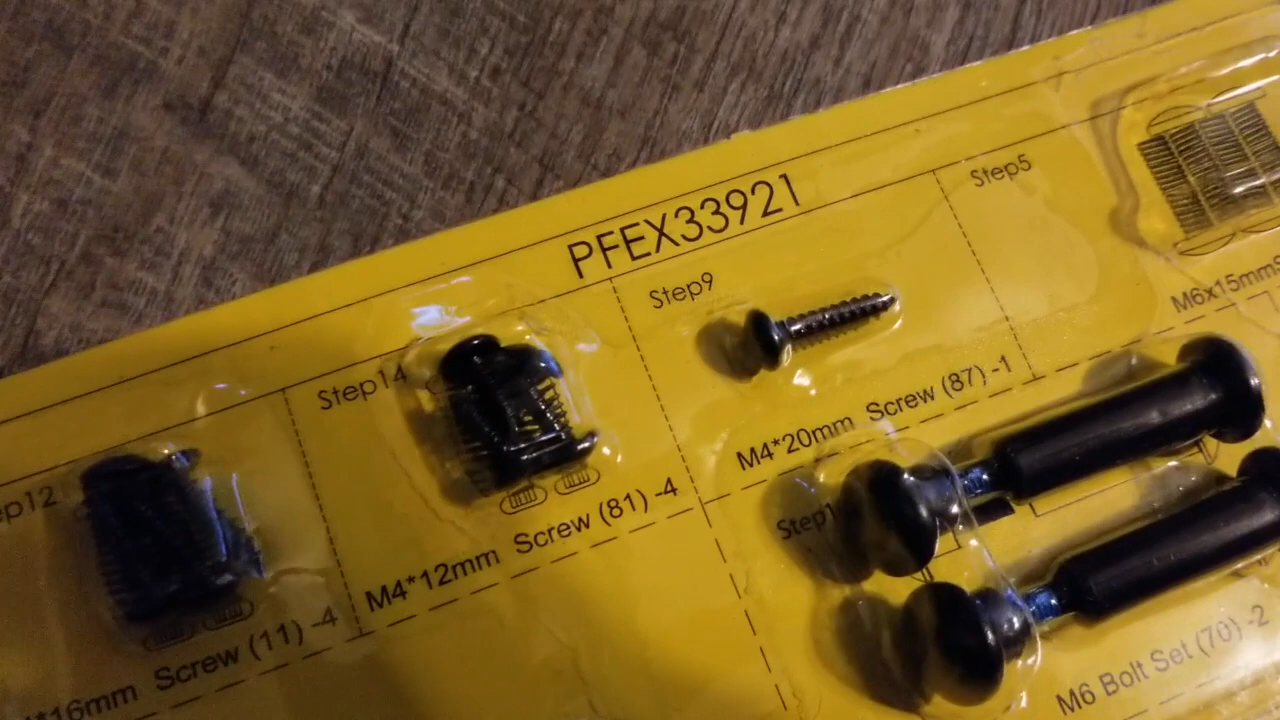 PFEX33921
Step5
Step9
Step14
M6x15mm
M4*20mm Screw (87) -1
M4*12mm Screw (81) -4
16mm Screw (11) -4
M6 Bolt Set (70) -2